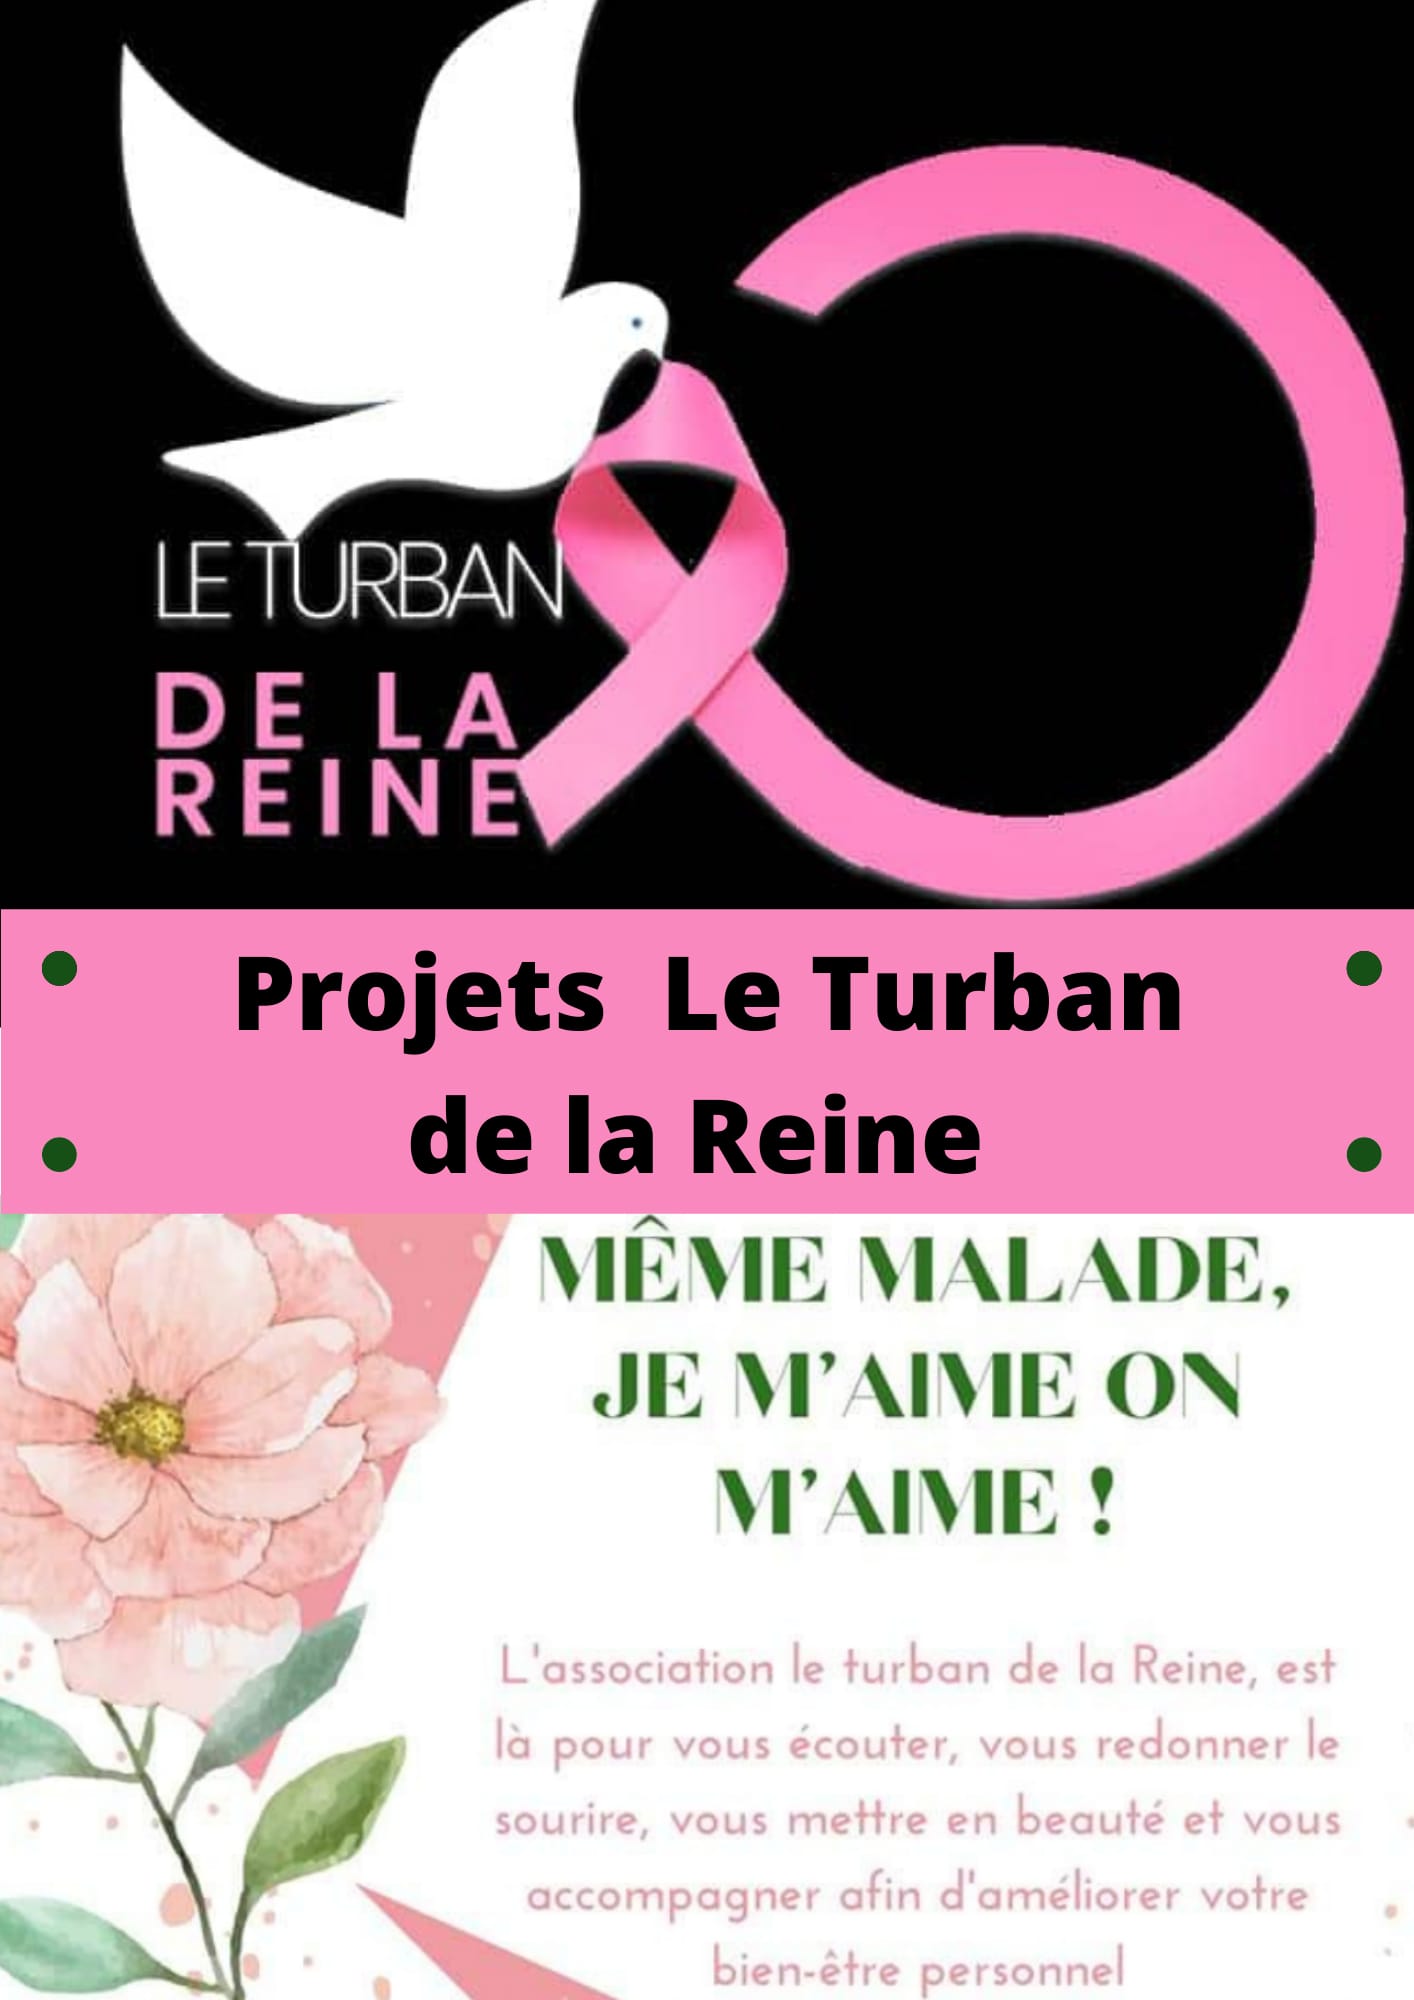 LE TURBAN
DE LA
REINE
Projets Le Turban
de la Reine
MÊME MALADE,
JE M'AIME ON
M'AIME !
L'association le turban de la Reine, est
là pour vous écouter, vous redonner le
sourire, vous mettre en beauté et vous
accompagner afin d'améliorer votre
bien-être personnel